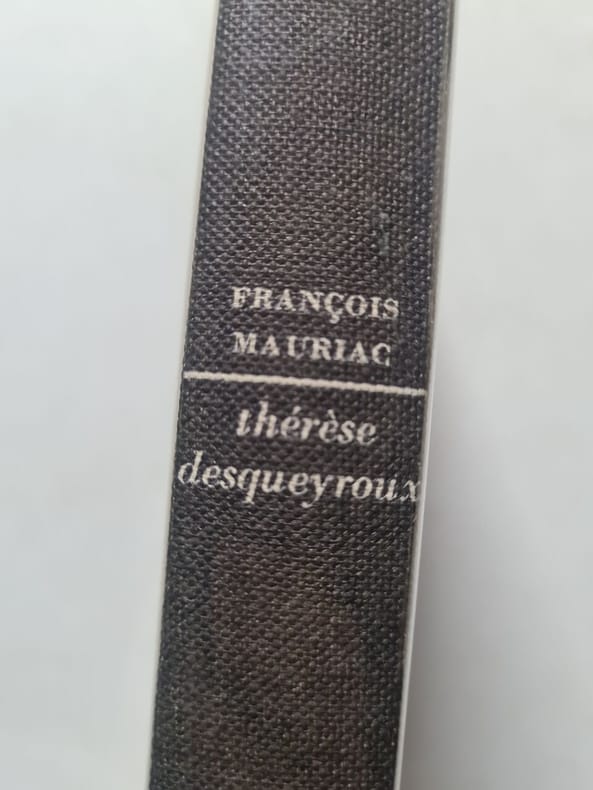 FRANÇOIS
MAURIAC
thérèse
desqueyroux